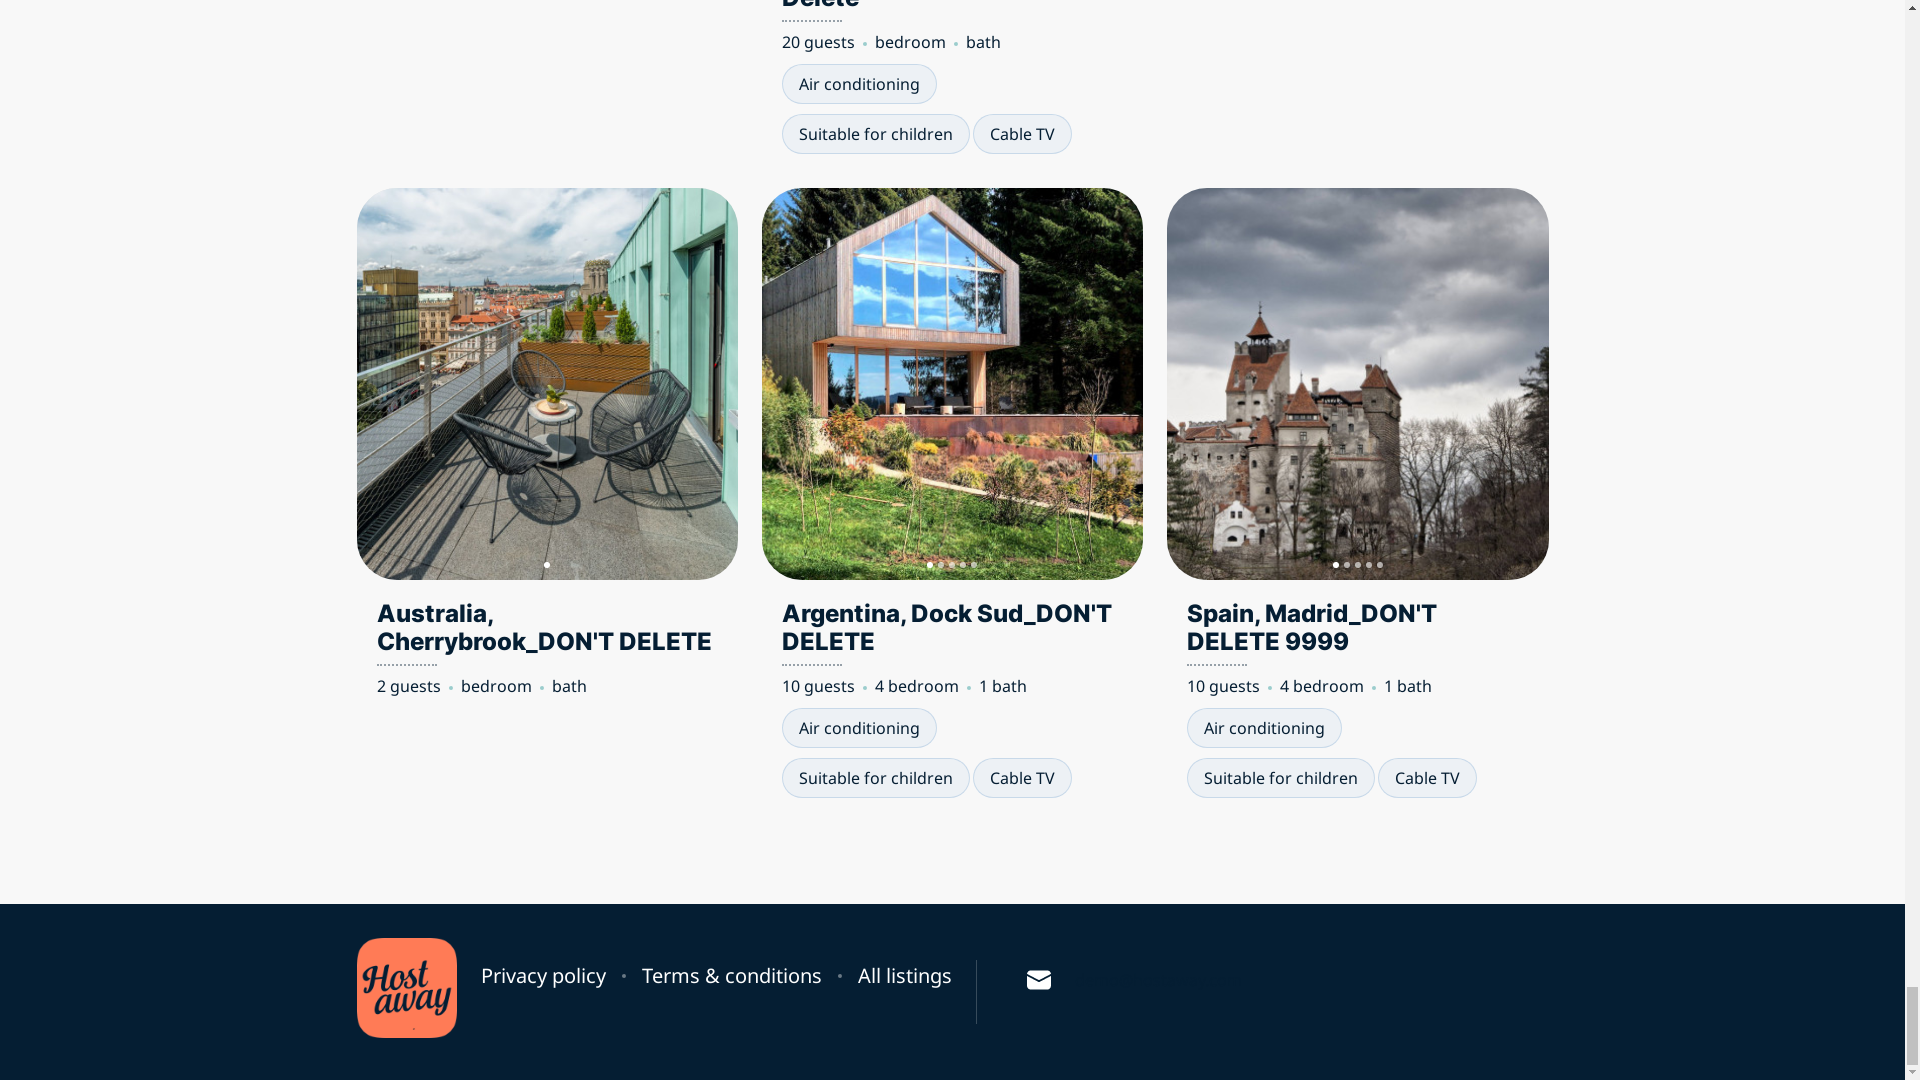 Delete
20 guests bedroom bath
Air conditioning
Suitable for children Cable TV
Australia,
Cherrybrook_DON'T DELETE
2 guests bedroom bath
Argentina, Dock Sud_DON'T
DELETE
10 guests 4 bedroom 1 bath
Air conditioning
Suitable for children Cable TV
Spain, Madrid_DON'T
DELETE 9999
10 guests 4 bedroom 1 bath
Air conditioning
Suitable for children Cable TV
Host
away
Privacy policy Terms & conditions All listings